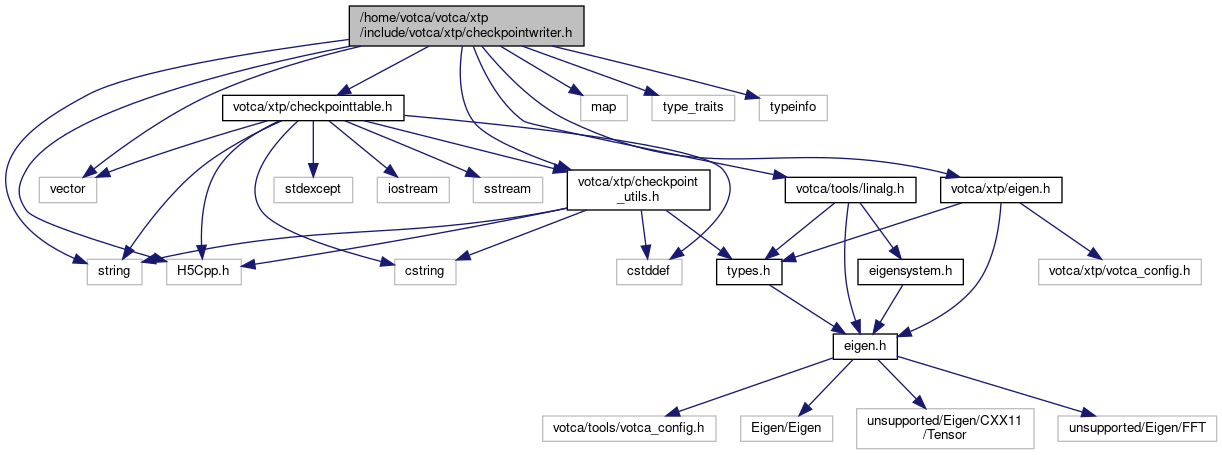 /home/votca/votca/xtp
/include/votca/xtp/checkpointwriter.h
votca/xtp/checkpointtable.h
map
type_traits
typeinfo
vector
stdexcept
iostream
sstream
votca/xtp/checkpoint
_utils.h
votca/tools/linalg.h
votca/xtp/eigen.h
string
H5Cpp.h
cstring
cstddef
types.h
eigensystem.h
votca/xtp/votca_config.h
eigen.h
votca/tools/votca_config.h
Eigen/Eigen
unsupported/Eigen/CXX11
/Tensor
unsupported/Eigen/FFT